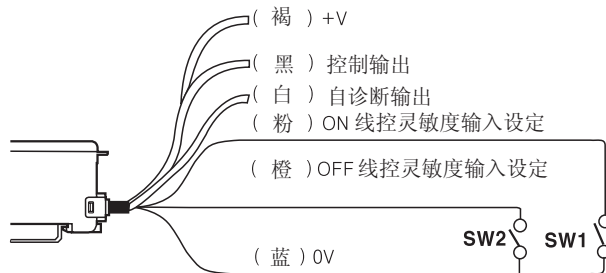 (褐)+V
(黑)控制输出
(白)自诊断输出
(粉)ON 线控灵敏度输入设定
(橙)OFF 线控灵敏度输入设定
SW2 SW1
(蓝)0V